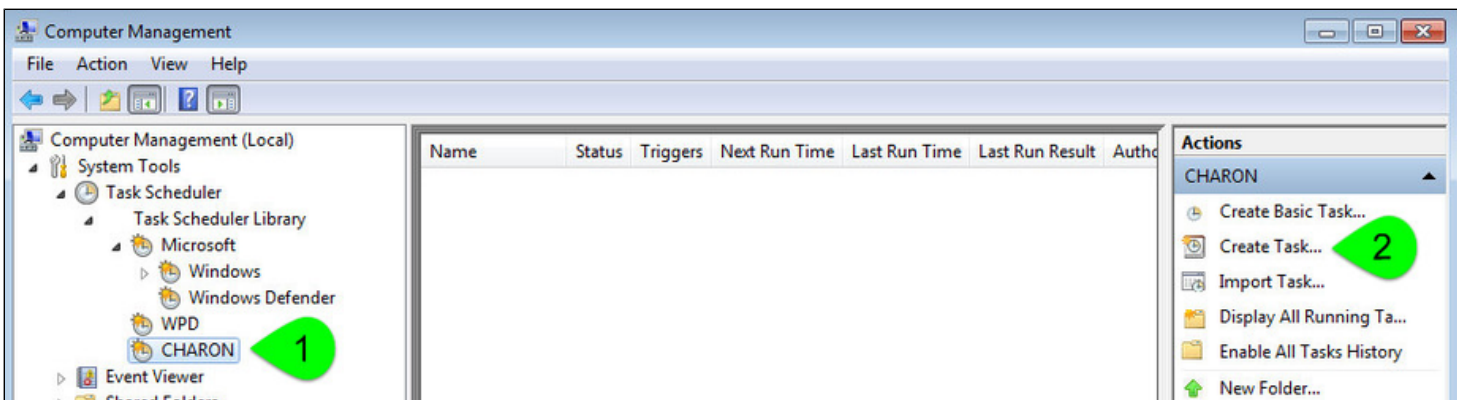 Computer Management
File Action View Help
Computer Management (Local)
System Tools
Task Scheduler
Task Scheduler Library
Microsoft
Windows
Windows Defender
WPD
CHARON
1
Event Viewer
Name Status Triggers Next Run Time Last Run Time Last Run Result
Actions
CHARON
Create Basic Task...
Create Task...
2
Import Task...
Display All Running Ta...
Enable All Tasks History
New Folder...